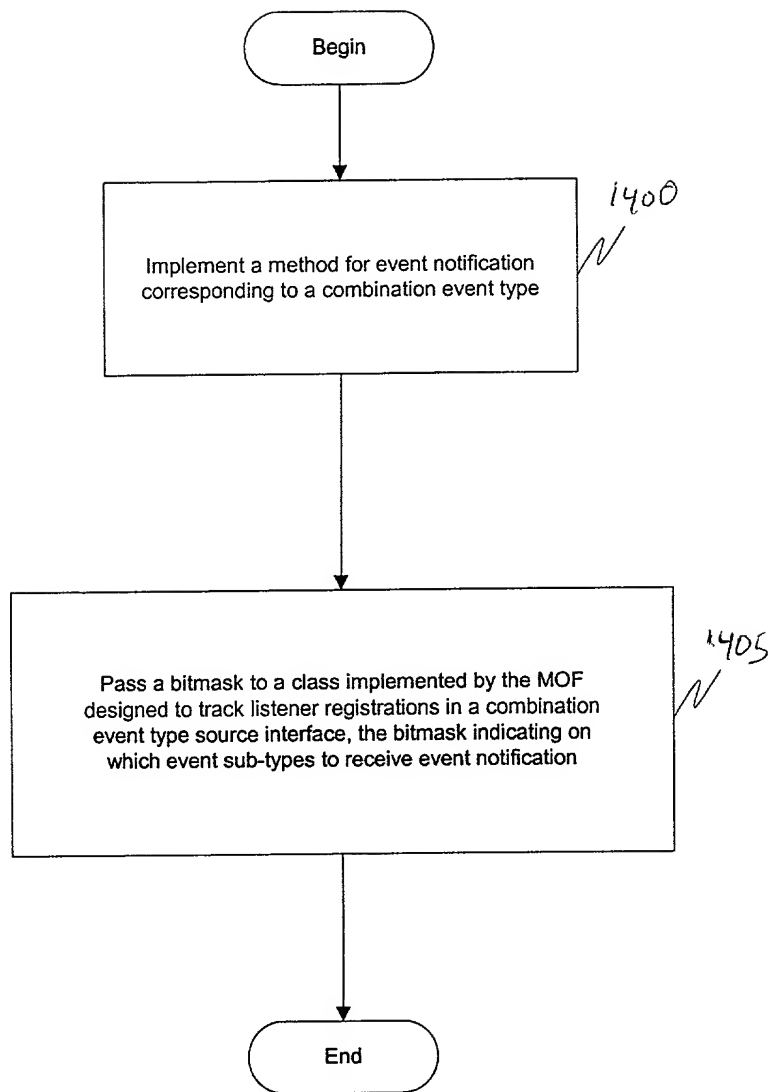 Begin
1400
Implement a method for event notification
corresponding to a combination event type
1405
Pass a bitmask to a class implemented by the MOF
designed to track listener registrations in a combination
event type source interface, the bitmask indicating on
which event sub-types to receive event notification
End